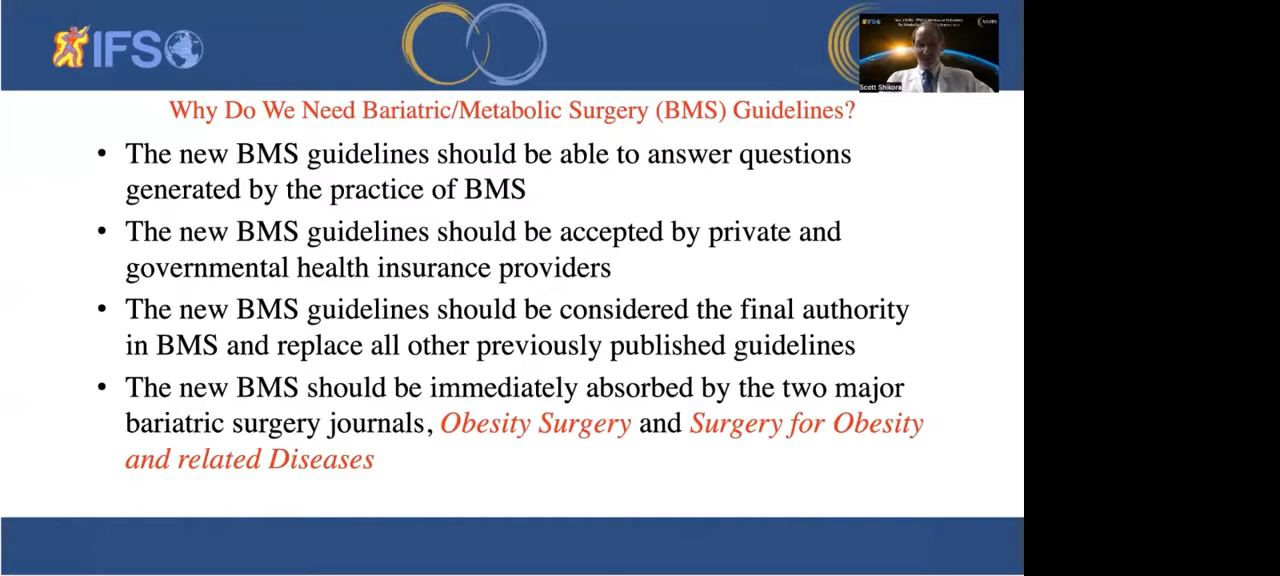 IFSO
IFSO
ASMBS
Scott Shikora
Why Do We Need Bariatric/Metabolic Surgery (BMS) Guidelines?
• The new BMS guidelines should be able to answer questions
generated by the practice of BMS
• The new BMS guidelines should be accepted by private and
governmental health insurance providers
• The new BMS guidelines should be considered the final authority
in BMS and replace all other previously published guidelines
• The new BMS should be immediately absorbed by the two major
bariatric surgery journals, Obesity Surgery and Surgery for Obesity
and related Diseases